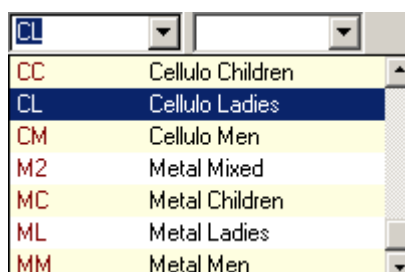 CL
CC Cellulo Children
CL Cellulo Ladies
CM Cellulo Men
M2 Metal Mixed
MC Metal Children
ML Metal Ladies
MM Metal Men